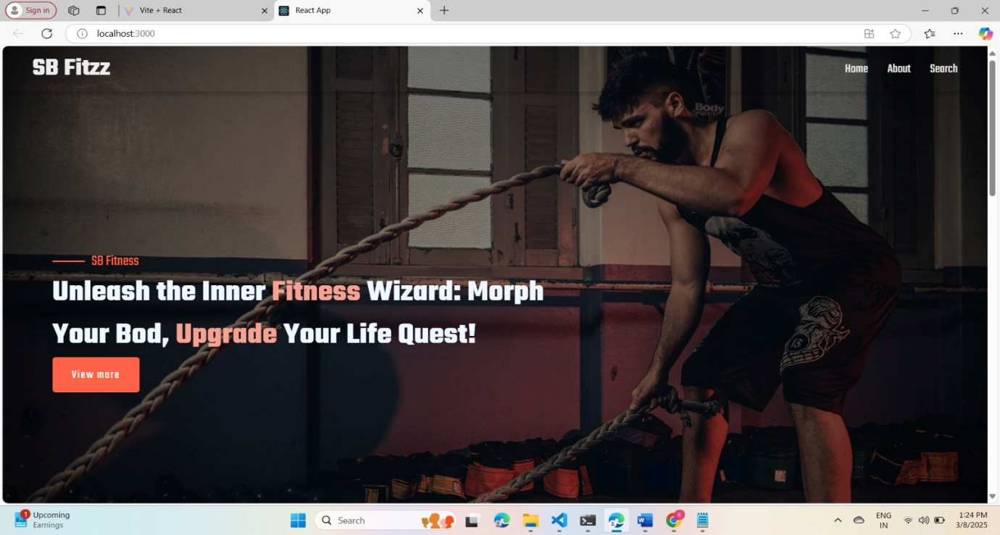 Sign in
Vite + React
React App
localhost:3000
SB Fitzz
Home About Search
Body
SB Fitness
Unleash the Inner Fitness Wizard: Morph
Your Bod, Upgrade Your Life Quest!
View more
1
Upcoming
Earnings
Search
K
ENG
IN
1:24 PM
3/8/2025